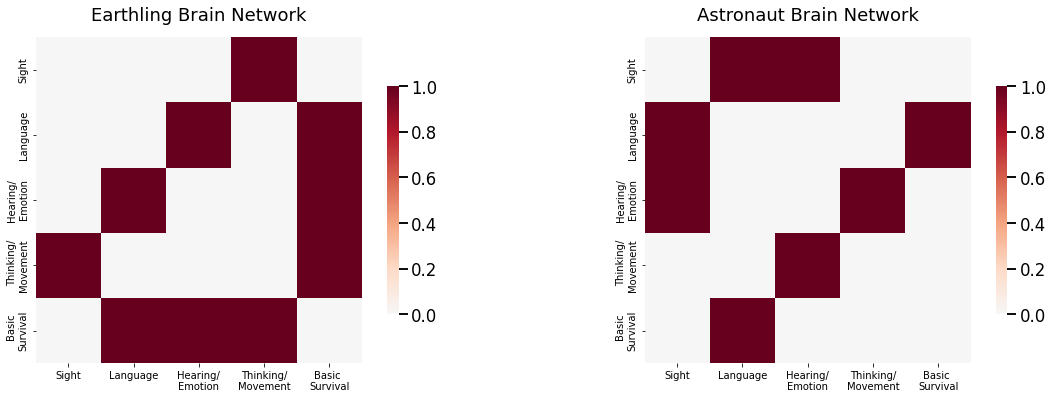 Earthling Brain Network
Sight
Language
Hearing/
Emotion
Thinking/
Movement
Basic
Survival
Sight
Language
Hearing/
Emotion
Thinking/
Movement
Basic
Survival
1.0
0.8
0.6
0.4
0.2
0.0
Astronaut Brain Network
Sight
Language
Hearing/
Emotion
Thinking/
Movement
Basic
Survival
Sight
Language
Hearing/
Emotion
Thinking/
Movement
Basic
Survival
1.0
0.8
0.6
0.4
0.2
0.0